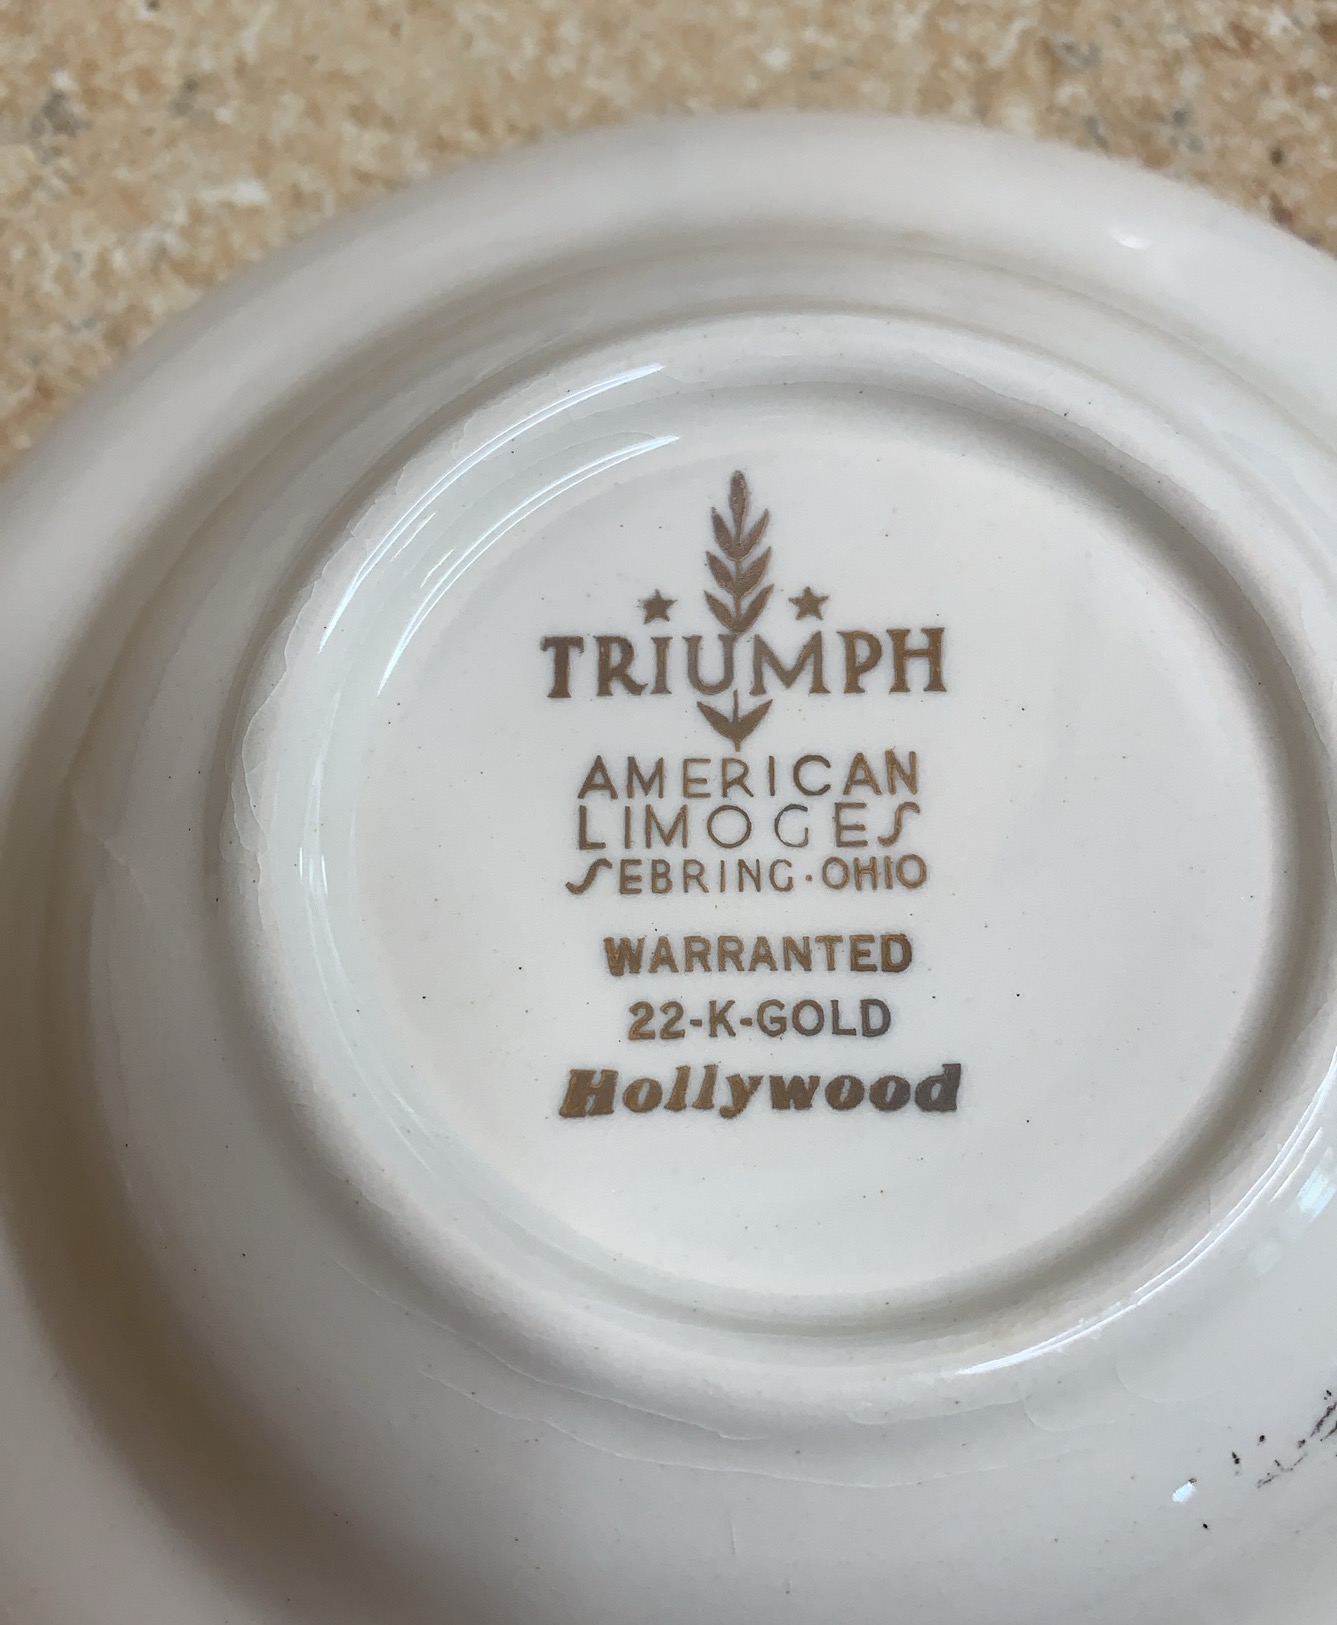 TRIUMPH
AMERICAN
LIMOGES
SEBRING·OHIO
WARRANTED
22-K-GOLD
Hollywood